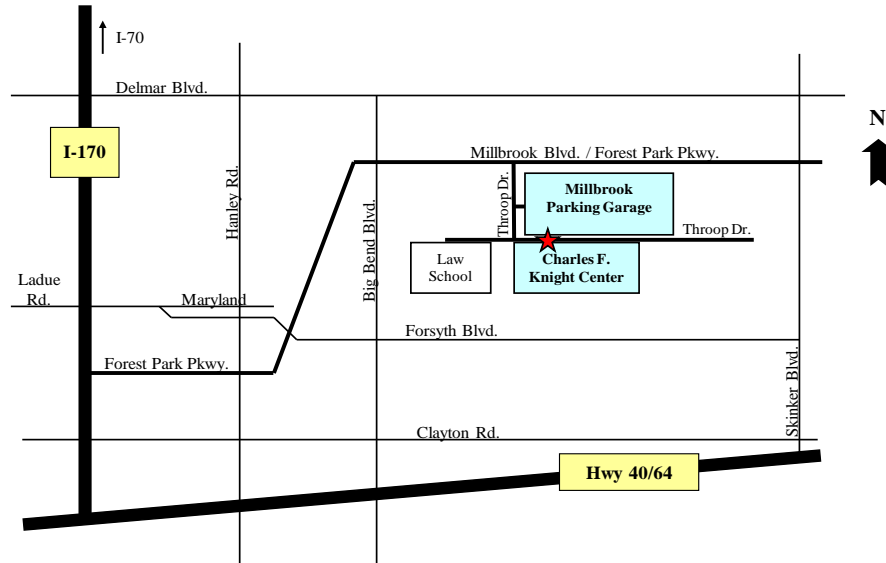 I-70
Delmar Blvd.
N
I-170
Millbrook Blvd. / Forest Park Pkwy.
Hanley Rd.
Big Bend Blvd.
Throop Dr.
Millbrook
Parking Garage
Throop Dr.
Law
School
Charles F.
Knight Center
Ladue
Rd.
Maryland
Forsyth Blvd.
Forest Park Pkwy.
Skinker Blvd.
Clayton Rd.
Hwy 40/64